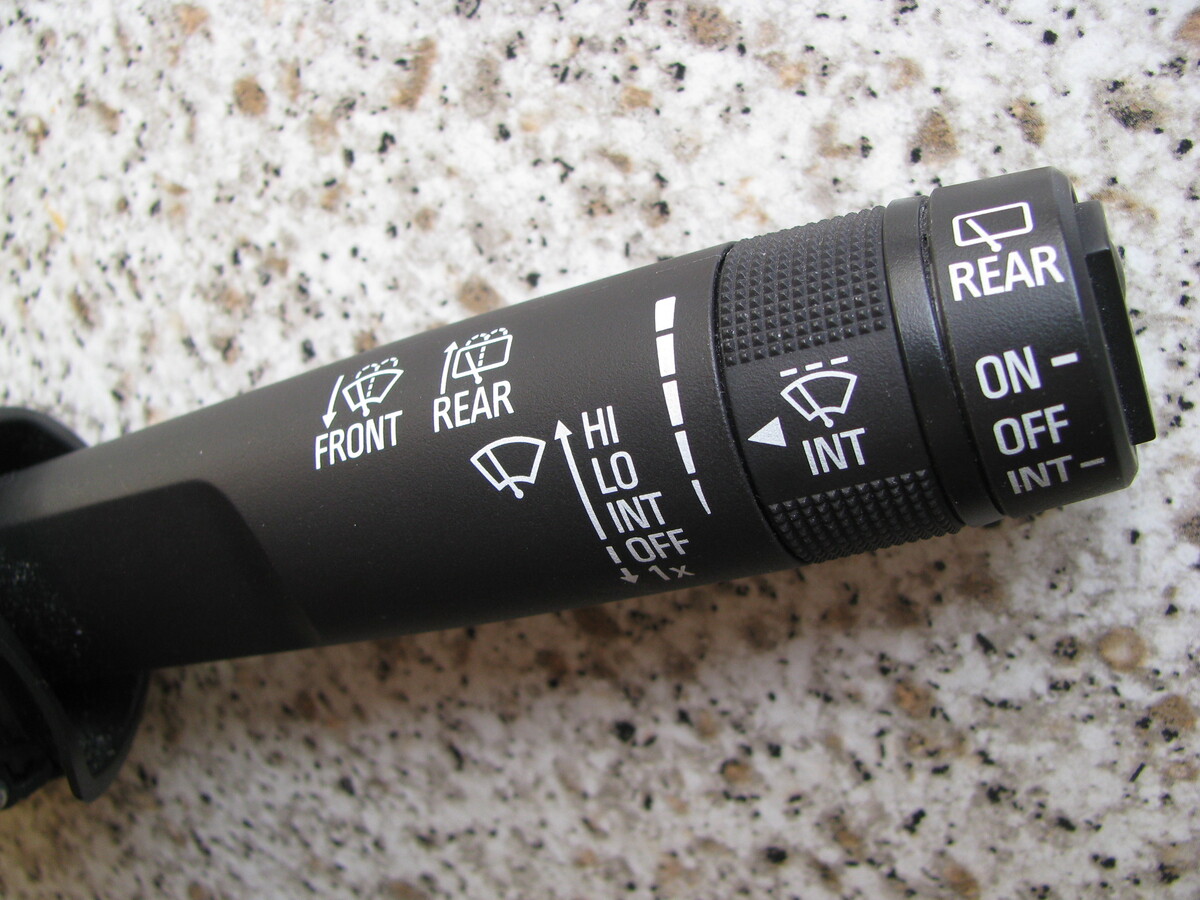 FRONT
REAR
HI
LO
INT
OFF
1x
INT
REAR
ON -
OFF
INT -